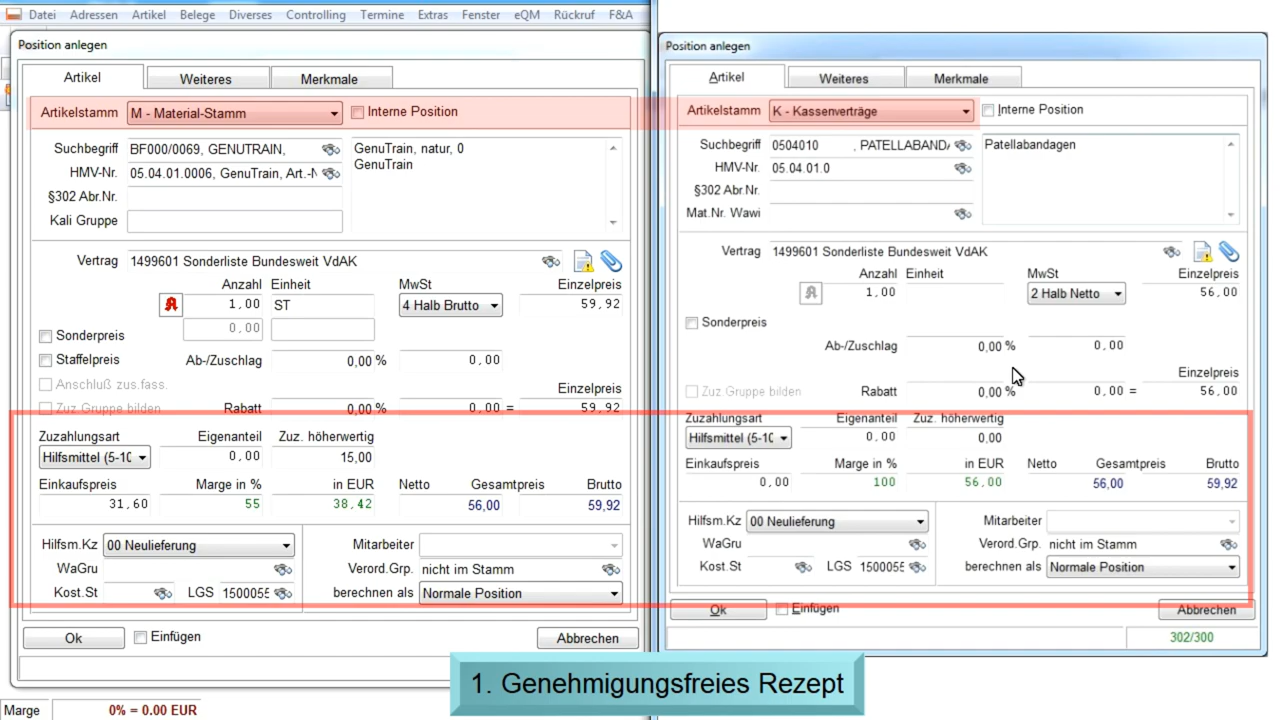 Datei Adressen Artikel Belege Diverses Controlling Termine Extras Fenster eQM Rückruf F&A
Position anlegen
Artikel Weiteres Merkmale
Artikelstamm M - Material-Stamm Interne Position
Suchbegriff BF000/0069, GENUTRAIN, GenuTrain, natur, 0
GenuTrain
HMV-Nr. 05.04.01.0006, GenuTrain, Art.-N
§302 Abr.Nr.
Kali Gruppe
Vertrag 1499601 Sonderliste Bundesweit VdAK
Anzahl Einheit MwSt Einzelpreis
1,00 ST 4 Halb Brutto 59,92
0,00
Sonderpreis
Staffelpreis Ab-/Zuschlag 0,00 % 0,00
Anschluß zus.fass.
Einzelpreis
Zuz.Gruppe bilden Rabatt 0,00 % 0,00 = 59,92
Zuzahlungsart Eigenanteil Zuz. höherwertig
Hilfsmittel (5-10 0,00 15,00
Einkaufspreis Marge in % in EUR Netto Gesamtpreis Brutto
31,60 55 38,42 56,00 59,92
Hilfsm.Kz 00 Neulieferung Mitarbeiter
WaGru Verord.Grp. nicht im Stamm
Kost.St LGS 1500055 berechnen als Normale Position
Ok Einfügen Abbrechen
Marge 0% = 0.00 EUR
Position anlegen
Artikel Weiteres Merkmale
Artikelstamm K - Kassenverträge Interne Position
Suchbegriff 0504010 , PATELLABAND Patellabandagen
HMV-Nr. 05.04.01.0
§302 Abr.Nr.
Mat.Nr. Wawi
Vertrag 1499601 Sonderliste Bundesweit VdAK
Anzahl Einheit MwSt Einzelpreis
1,00 2 Halb Netto 56,00
Sonderpreis
Ab-/Zuschlag 0,00 % 0,00
Einzelpreis
Zuz.Gruppe bilden Rabatt 0,00 % 0,00 = 56,00
Zuzahlungsart Eigenanteil Zuz. höherwertig
Hilfsmittel (5-10 0,00 0,00
Einkaufspreis Marge in % in EUR Netto Gesamtpreis Brutto
0,00 100 56,00 56,00 59,92
Hilfsm.Kz 00 Neulieferung Mitarbeiter
WaGru Verord.Grp. nicht im Stamm
Kost.St LGS 1500055 berechnen als Normale Position
Ok Einfügen Abbrechen
302/300
1. Genehmigungsfreies Rezept